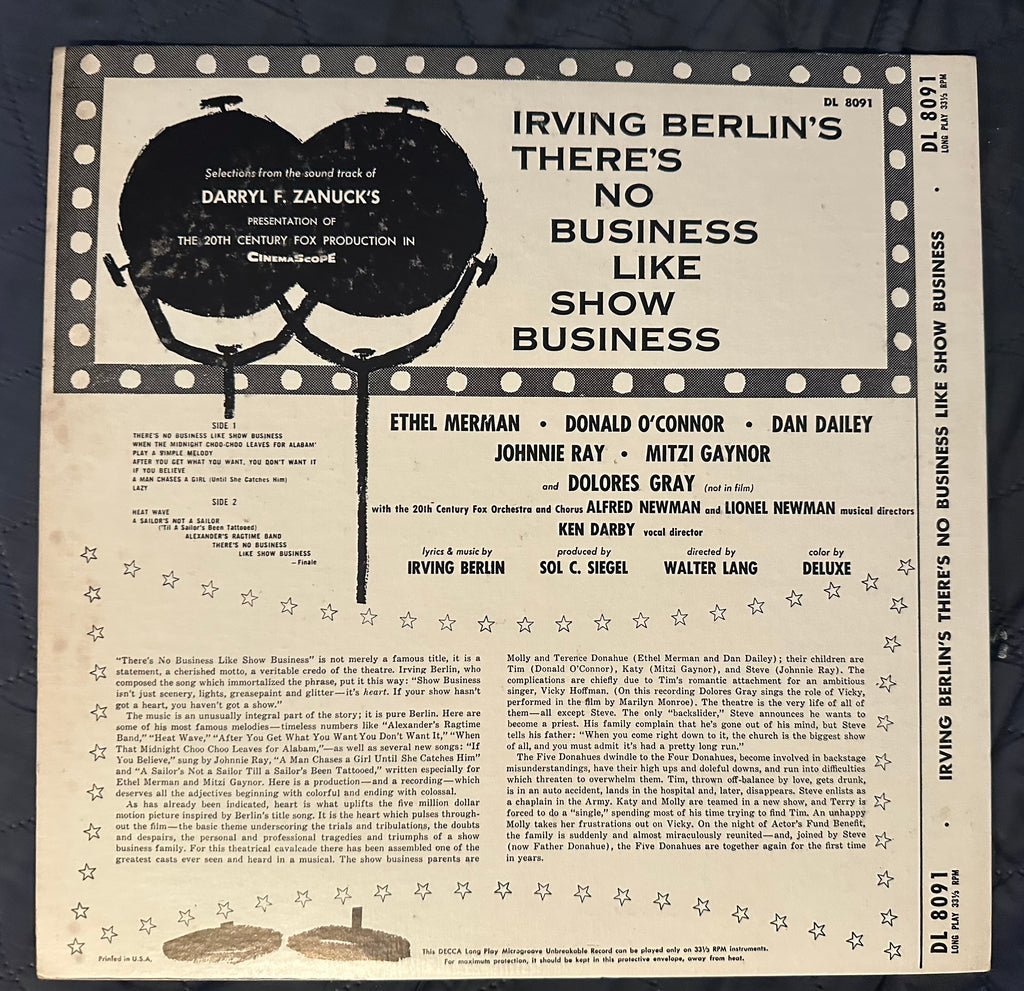 DL 8091
IRVING BERLIN'S
THERE'S
NO
BUSINESS
LIKE
SHOW
BUSINESS
Selections from the sound track of
DARRYL F. ZANUCK'S
PRESENTATION OF
THE 20TH CENTURY FOX PRODUCTION IN
CINEMASCOPE
SIDE 1
THERE'S NO BUSINESS LIKE SHOW BUSINESS
WHEN THE MIDNIGHT CHOO-CHOO LEAVES FOR ALABAM'
PLAY A SIMPLE MELODY
AFTER YOU GET WHAT YOU WANT, YOU DON'T WANT IT
IF YOU BELIEVE
A MAN CHASES A GIRL (Until She Catches Him)
LAZY
SIDE 2
HEAT WAVE
A SAILOR'S NOT A SAILOR
('Til A Sailor's Been Tattooed)
ALEXANDER'S RAGTIME BAND
THERE'S NO BUSINESS
LIKE SHOW BUSINESS
—Finale
ETHEL MERMAN • DONALD O'CONNOR • DAN DAILEY
JOHNNIE RAY • MITZI GAYNOR
and DOLORES GRAY (not in film)
with the 20th Century Fox Orchestra and Chorus ALFRED NEWMAN and LIONEL NEWMAN musical directors
KEN DARBY vocal director
lyrics & music by produced by directed by color by
IRVING BERLIN SOL C. SIEGEL WALTER LANG DELUXE
"There's No Business Like Show Business" is not merely a famous title, it is a
statement, a cherished motto, a veritable credo of the theatre. Irving Berlin, who
composed the song which immortalized the phrase, put it this way: "Show Business
isn't just scenery, lights, greasepaint and glitter—it's heart. If your show hasn't
got a heart, you haven't got a show."
The music is an unusually integral part of the story; it is pure Berlin. Here are
some of his most famous melodies—timeless numbers like "Alexander's Ragtime
Band," "Heat Wave," "After You Get What You Want You Don't Want It," "When
That Midnight Choo Choo Leaves for Alabam,"—as well as several new songs: "If
You Believe," sung by Johnnie Ray, "A Man Chases a Girl Until She Catches Him"
and "A Sailor's Not a Sailor Till a Sailor's Been Tattooed," written especially for
Ethel Merman and Mitzi Gaynor. Here is a production—and a recording—which
deserves all the adjectives beginning with colorful and ending with colossal.
As has already been indicated, heart is what uplifts the five million dollar
motion picture inspired by Berlin's title song. It is the heart which pulses through-
out the film—the basic theme underscoring the trials and tribulations, the doubts
and despairs, the personal and professional tragedies and triumphs of a show
business family. For this theatrical cavalcade there has been assembled one of the
greatest casts ever seen and heard in a musical. The show business parents are
Molly and Terence Donahue (Ethel Merman and Dan Dailey); their children are
Tim (Donald O'Connor), Katy (Mitzi Gaynor), and Steve (Johnnie Ray). The
complications are chiefly due to Tim's romantic attachment for an ambitious
singer, Vicky Hoffman. (On this recording Dolores Gray sings the role of Vicky,
performed in the film by Marilyn Monroe). The theatre is the very life of all of
them—all except Steve. The only "backslider," Steve announces he wants to
become a priest. His family feel that he's gone out of his mind, but Steve
tells his father: "When you come right down to it, the church is the biggest show
of all, and you must admit it's had a pretty long run."
The Five Donahues dwindle to the Four Donahues, become involved in backstage
misunderstandings, have their high ups and doleful downs, and run into difficulties
which threaten to overwhelm them. Tim, thrown off-balance by love, gets drunk,
is in an auto accident, lands in the hospital and, later, disappears. Steve enlists as
a chaplain in the Army. Katy and Molly are teamed in a new show, and Terry is
forced to do a "single," spending most of his time trying to find Tim. An unhappy
Molly takes her frustrations out on Vicky. On the night of Actor's Fund Benefit,
the family is suddenly and almost miraculously reunited—and, joined by Steve
(now Father Donahue), the Five Donahues are together again for the first time
in years.
Printed in U.S.A.
This DECCA Long Play Microgroove Unbreakable Record can be played only on 33⅓ RPM instruments.
For maximum protection, it should be kept in this protective envelope, away from heat.
DL 8091
LONG PLAY 33⅓ RPM
• IRVING BERLIN'S THERE'S NO BUSINESS LIKE SHOW BUSINESS •
DL 8091
LONG PLAY 33⅓ RPM